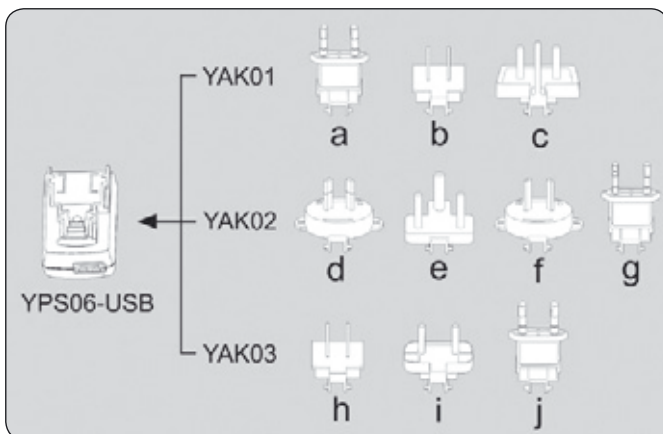 YAK01
a b c
YPS06-USB
YAK02
d e f g
YAK03
h i j